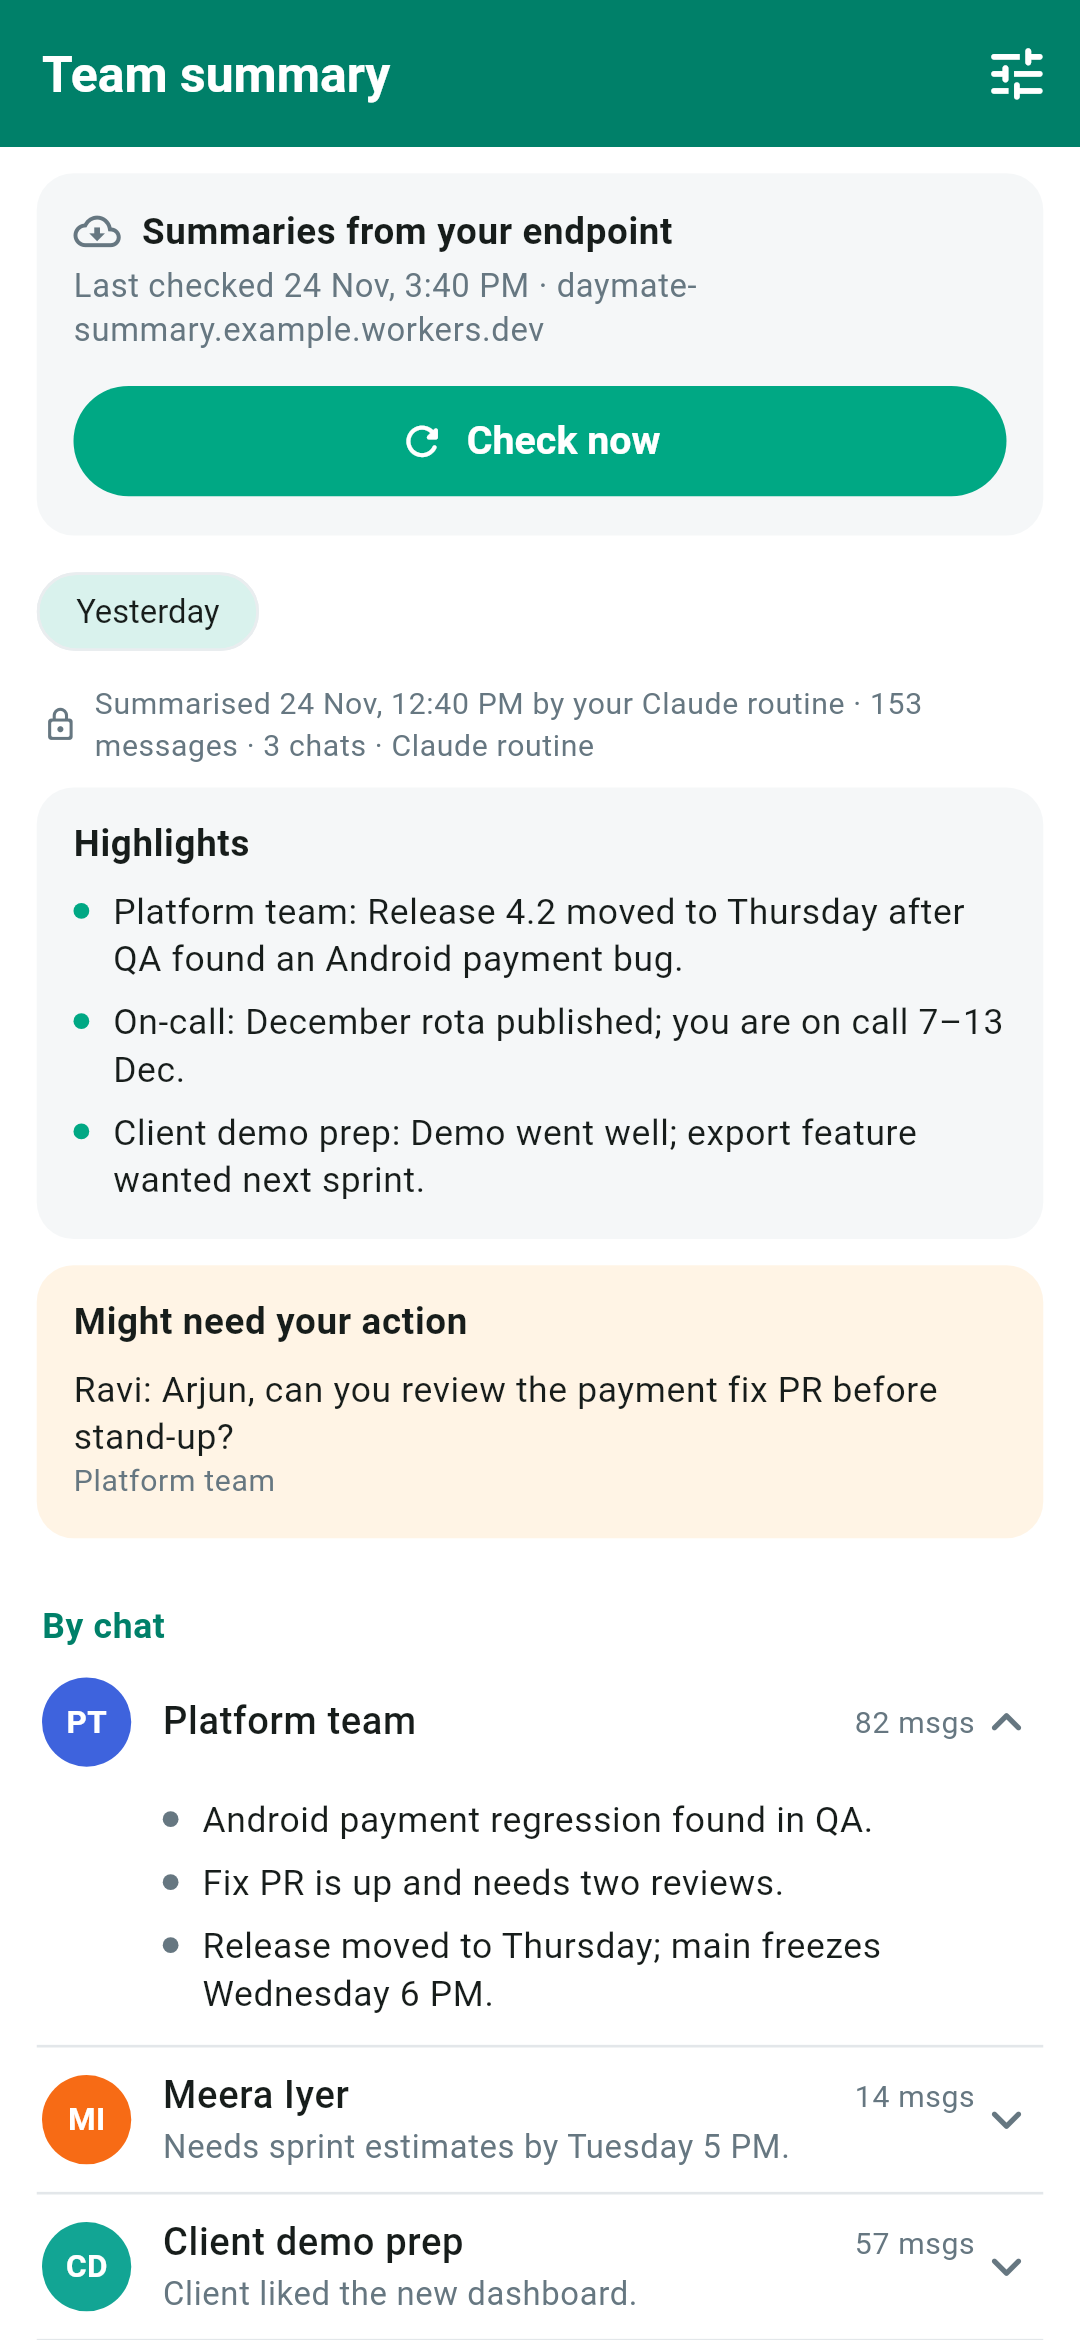 Team summary
Summaries from your endpoint
Last checked 24 Nov, 3:40 PM · daymate-
summary.example.workers.dev
Check now
Yesterday
Summarised 24 Nov, 12:40 PM by your Claude routine · 153
messages · 3 chats · Claude routine
Highlights
Platform team: Release 4.2 moved to Thursday after
QA found an Android payment bug.
On-call: December rota published; you are on call 7–13
Dec.
Client demo prep: Demo went well; export feature
wanted next sprint.
Might need your action
Ravi: Arjun, can you review the payment fix PR before
stand-up?
Platform team
By chat
PT
Platform team
82 msgs
Android payment regression found in QA.
Fix PR is up and needs two reviews.
Release moved to Thursday; main freezes
Wednesday 6 PM.
MI
Meera Iyer
14 msgs
Needs sprint estimates by Tuesday 5 PM.
CD
Client demo prep
57 msgs
Client liked the new dashboard.